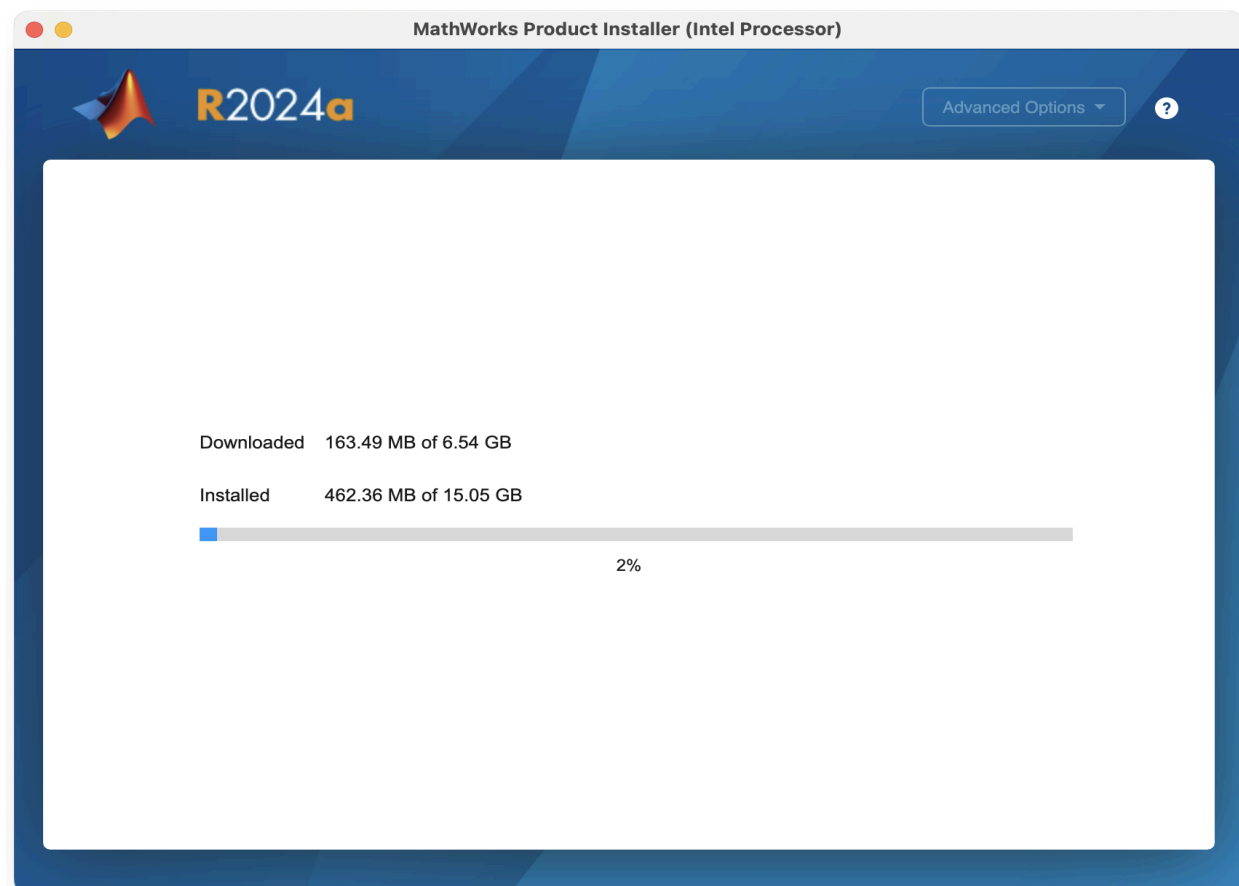 MathWorks Product Installer (Intel Processor)
R2024a
Advanced Options
?
Downloaded 163.49 MB of 6.54 GB
Installed 462.36 MB of 15.05 GB
2%